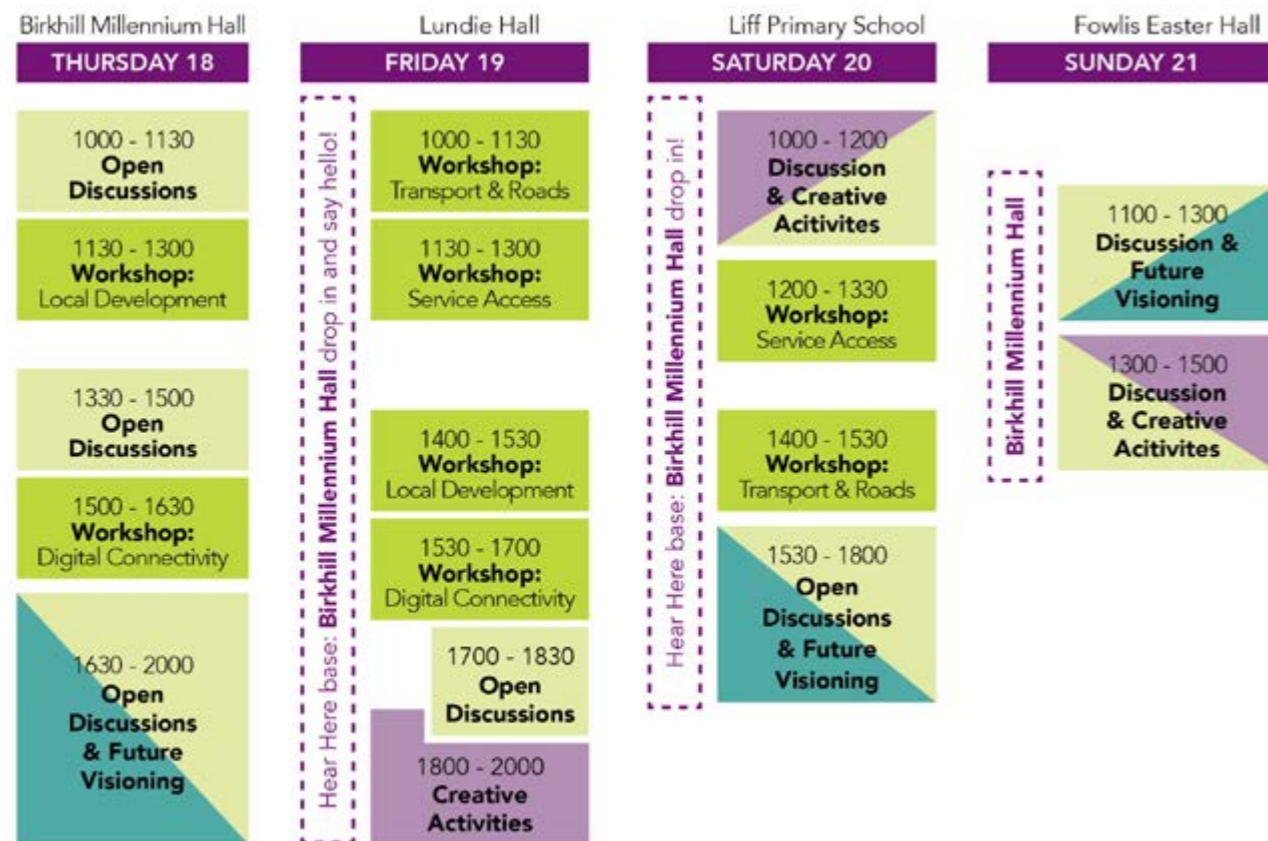 Birkhill Millennium Hall
THURSDAY 18
1000 - 1130
Open
Discussions
1130 - 1300
Workshop:
Local Development
1330 - 1500
Open
Discussions
1500 - 1630
Workshop:
Digital Connectivity
1630 - 2000
Open
Discussions
& Future
Visioning
Lundie Hall
FRIDAY 19
Hear Here base: Birkhill Millennium Hall drop in and say hello!
1000 - 1130
Workshop:
Transport & Roads
1130 - 1300
Workshop:
Service Access
1400 - 1530
Workshop:
Local Development
1530 - 1700
Workshop:
Digital Connectivity
1700 - 1830
Open
Discussions
1800 - 2000
Creative
Activities
Liff Primary School
SATURDAY 20
Hear Here base: Birkhill Millennium Hall drop in!
1000 - 1200
Discussion
& Creative
Acitivites
1200 - 1330
Workshop:
Service Access
1400 - 1530
Workshop:
Transport & Roads
1530 - 1800
Open
Discussions
& Future
Visioning
Fowlis Easter Hall
SUNDAY 21
Birkhill Millennium Hall
1100 - 1300
Discussion &
Future
Visioning
1300 - 1500
Discussion
& Creative
Acitivites